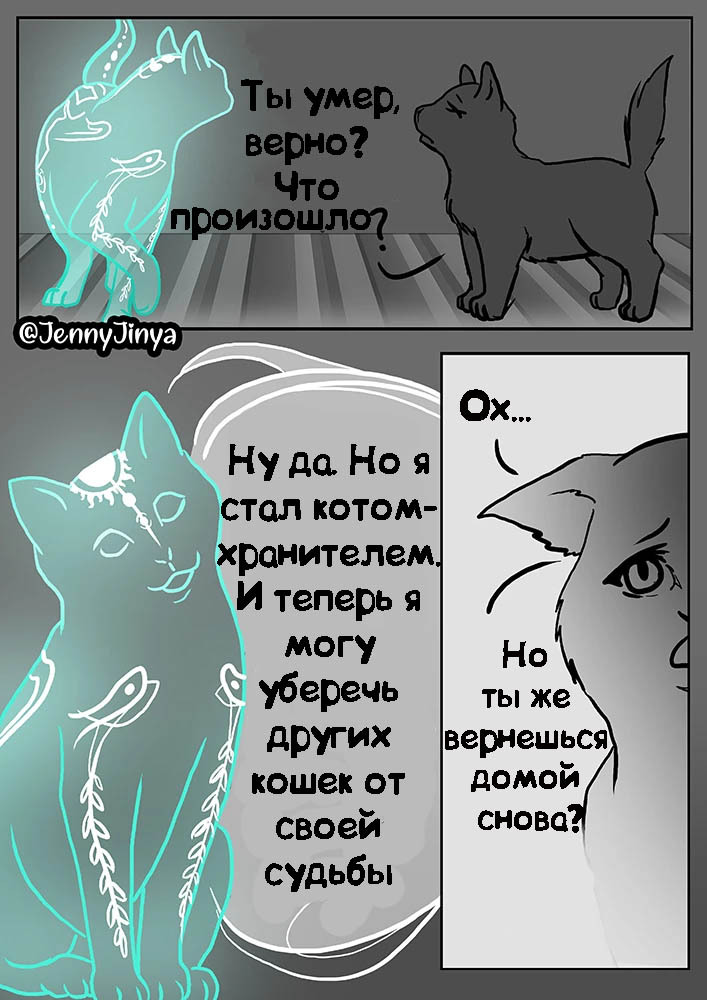 Ты умер,
верно?
Что
произошло?
@JennyJinya
Ну да. Но я
стал котом-
хранителем.
И теперь я
могу
уберечь
других
кошек от
своей
судьбы
Ох...
Но
ты же
вернешься
домой
снова?